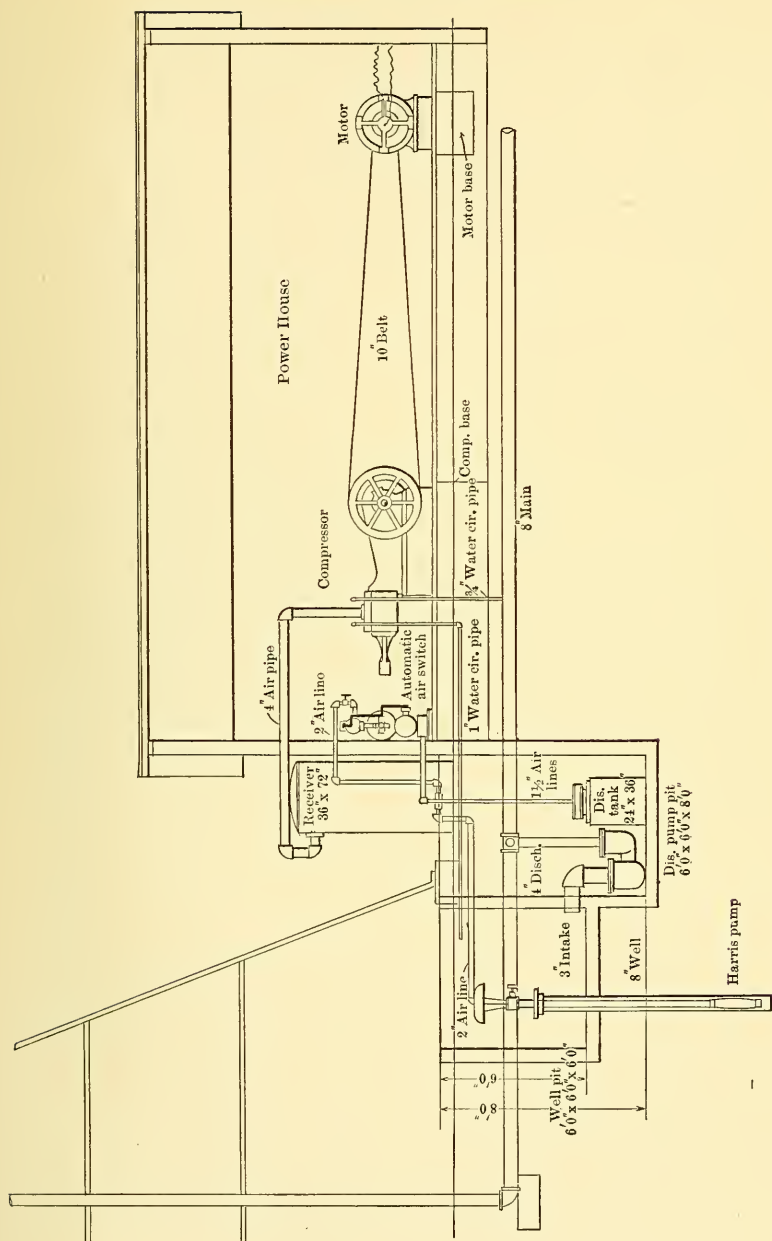 Power House
Motor
10" Belt
Motor base
Compressor
Comp. base
¾" Water cir. pipe
8" Main
4" Air pipe
2" Air line
Automatic
air switch
1" Water cir. pipe
Receiver
36" x 72"
1½" Air
lines
Dis.
tank
24" x 36"
Dis. pump pit
6'0" x 6'0" x 8'0"
4" Disch.
3" Intake
8" Well
Harris pump
2" Air line
6'0"
8'0"
Well pit
6'0" x 6'0" x 6'0"